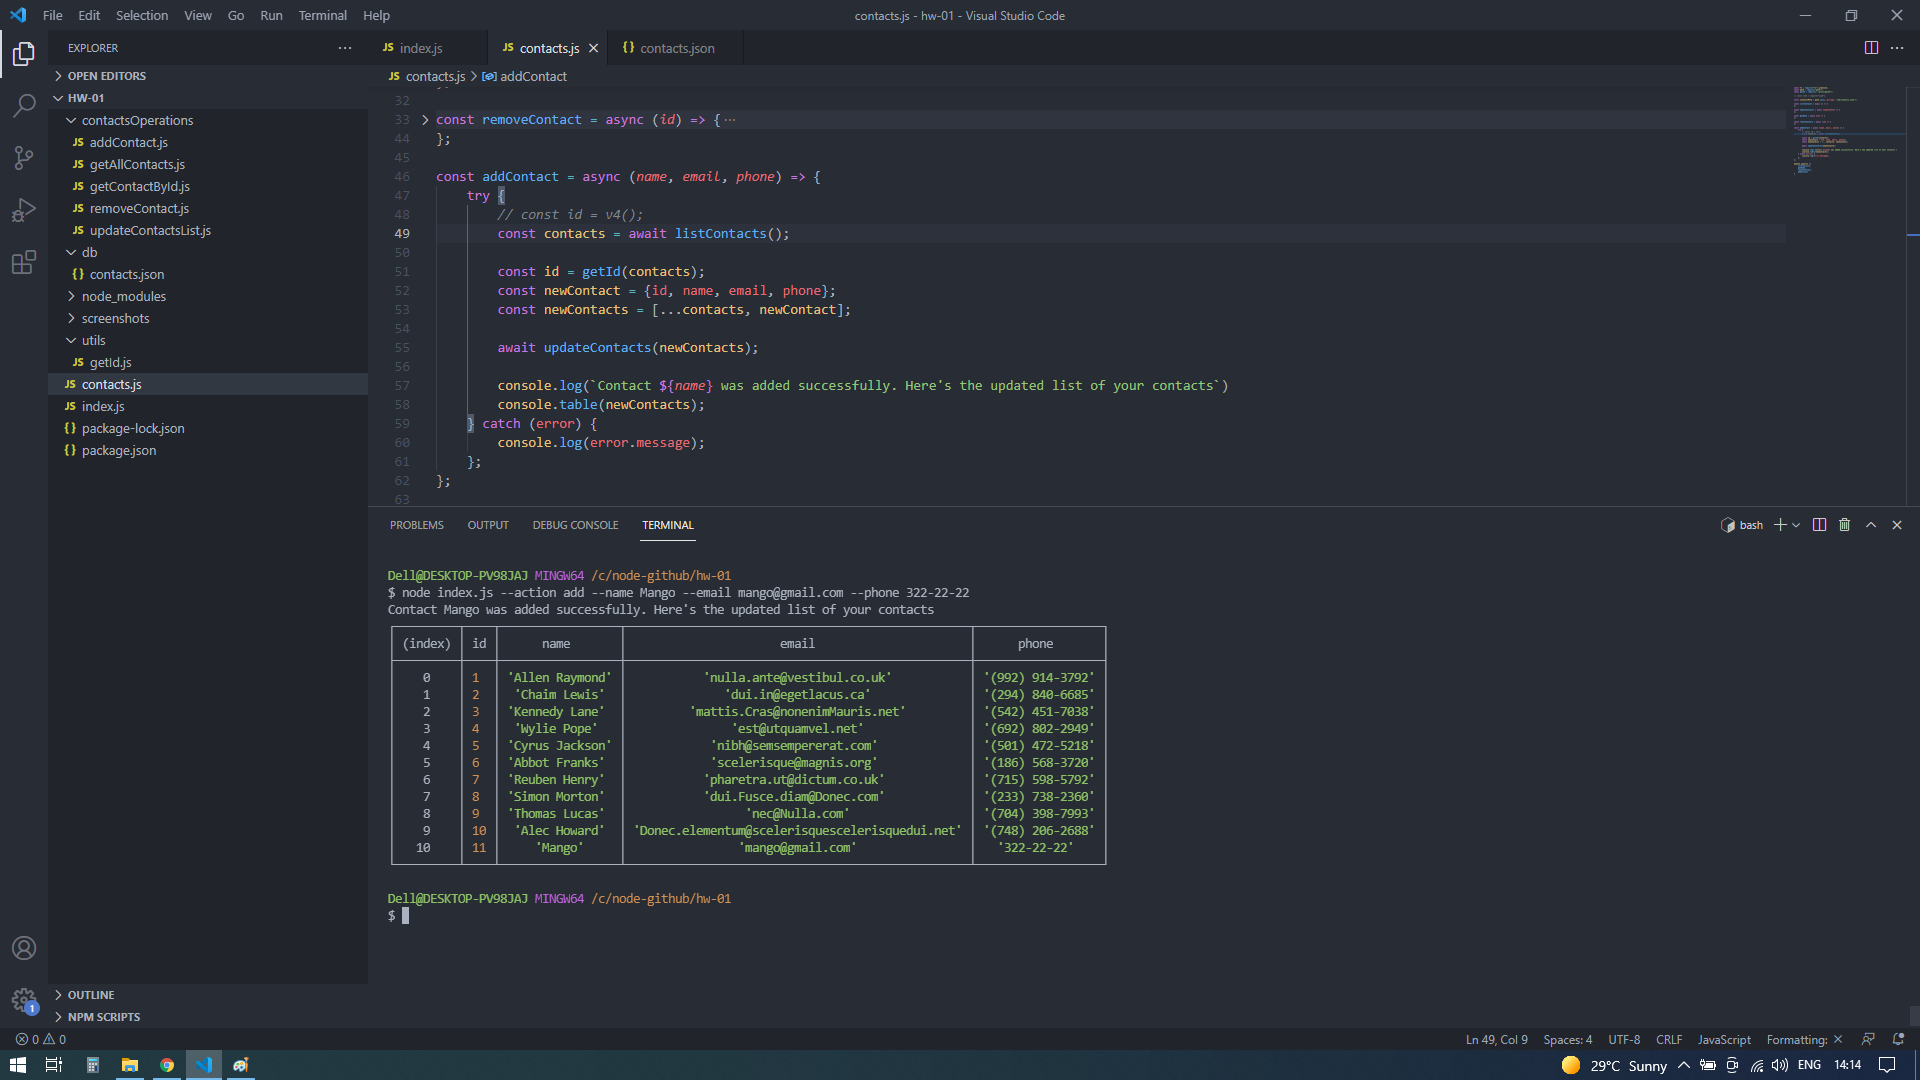 File Edit Selection View Go Run Terminal Help
contacts.js - hw-01 - Visual Studio Code
EXPLORER
OPEN EDITORS
HW-01
contactsOperations
JS addContact.js
JS getAllContacts.js
JS getContactById.js
JS removeContact.js
JS updateContactsList.js
db
{} contacts.json
node_modules
screenshots
utils
JS getId.js
JS contacts.js
JS index.js
{} package-lock.json
{} package.json
OUTLINE
NPM SCRIPTS
JS index.js
JS contacts.js
{} contacts.json
JS contacts.js > addContact
32
33 const removeContact = async (id) => { ...
44 };
45
46 const addContact = async (name, email, phone) => {
47 try {
48 // const id = v4();
49 const contacts = await listContacts();
50
51 const id = getId(contacts);
52 const newContact = {id, name, email, phone};
53 const newContacts = [...contacts, newContact];
54
55 await updateContacts(newContacts);
56
57 console.log(`Contact ${name} was added successfully. Here's the updated list of your contacts`)
58 console.table(newContacts);
59 } catch (error) {
60 console.log(error.message);
61 };
62 };
63
PROBLEMS OUTPUT DEBUG CONSOLE TERMINAL
bash
Dell@DESKTOP-PV98JAJ MINGW64 /c/node-github/hw-01
$ node index.js --action add --name Mango --email mango@gmail.com --phone 322-22-22
Contact Mango was added successfully. Here's the updated list of your contacts
(index) id name email phone
0 1 'Allen Raymond' 'nulla.ante@vestibul.co.uk' '(992) 914-3792'
1 2 'Chaim Lewis' 'dui.in@egetlacus.ca' '(294) 840-6685'
2 3 'Kennedy Lane' 'mattis.Cras@nonenimMauris.net' '(542) 451-7038'
3 4 'Wylie Pope' 'est@utquamvel.net' '(692) 802-2949'
4 5 'Cyrus Jackson' 'nibh@semsempererat.com' '(501) 472-5218'
5 6 'Abbot Franks' 'scelerisque@magnis.org' '(186) 568-3720'
6 7 'Reuben Henry' 'pharetra.ut@dictum.co.uk' '(715) 598-5792'
7 8 'Simon Morton' 'dui.Fusce.diam@Donec.com' '(233) 738-2360'
8 9 'Thomas Lucas' 'nec@Nulla.com' '(704) 398-7993'
9 10 'Alec Howard' 'Donec.elementum@scelerisquescelerisquedui.net' '(748) 206-2688'
10 11 'Mango' 'mango@gmail.com' '322-22-22'
Dell@DESKTOP-PV98JAJ MINGW64 /c/node-github/hw-01
$
1
0 0
Ln 49, Col 9 Spaces: 4 UTF-8 CRLF JavaScript Formatting: ×
29°C Sunny ENG 14:14